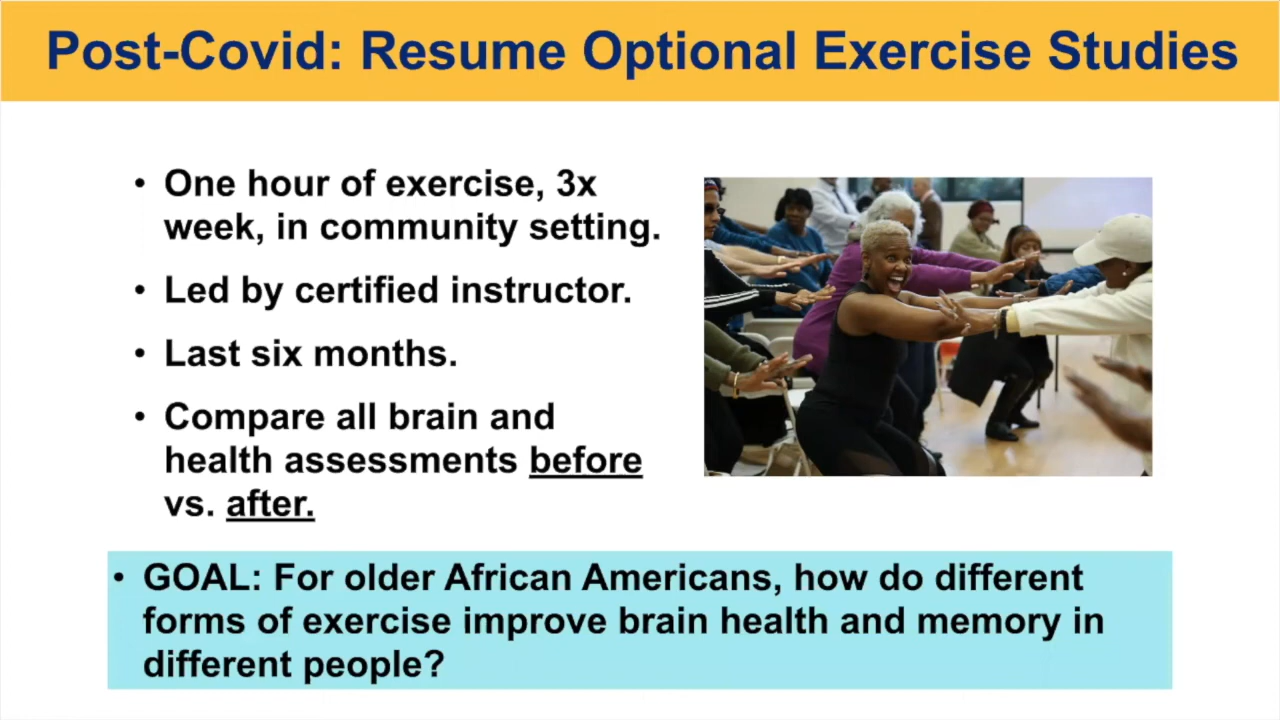 Post-Covid: Resume Optional Exercise Studies
• One hour of exercise, 3x
week, in community setting.
• Led by certified instructor.
• Last six months.
• Compare all brain and
health assessments before
vs. after.
• GOAL: For older African Americans, how do different
forms of exercise improve brain health and memory in
different people?